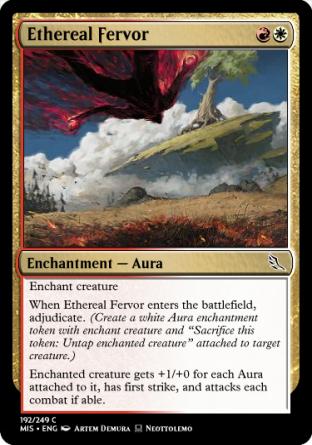 Ethereal Fervor
Enchantment — Aura
Enchant creature
When Ethereal Fervor enters the battlefield,
adjudicate. (Create a white Aura enchantment
token with enchant creature and “Sacrifice this
token: Untap enchanted creature” attached to target
creature.)
Enchanted creature gets +1/+0 for each Aura
attached to it, has first strike, and attacks each
combat if able.
192/249 C
MIS • ENG Artem Demura Neottolemo